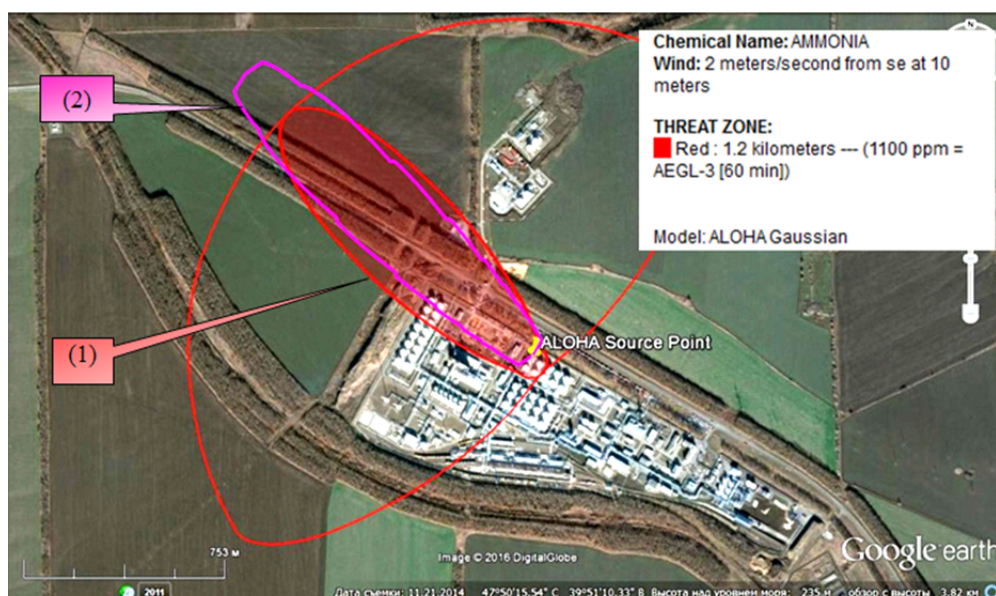 Chemical Name: AMMONIA
Wind: 2 meters/second from se at 10
meters
THREAT ZONE:
Red : 1.2 kilometers --- (1100 ppm =
AEGL-3 [60 min])
Model: ALOHA Gaussian
N
(2)
(1)
ALOHA Source Point
753 м
Image © 2016 DigitalGlobe
Google earth
2011
Дата съемки: 11.21.2014 47°50'15.54" С 39°51'10.33" В Высота над уровнем моря: 235 м обзор с высоты 3.82 км